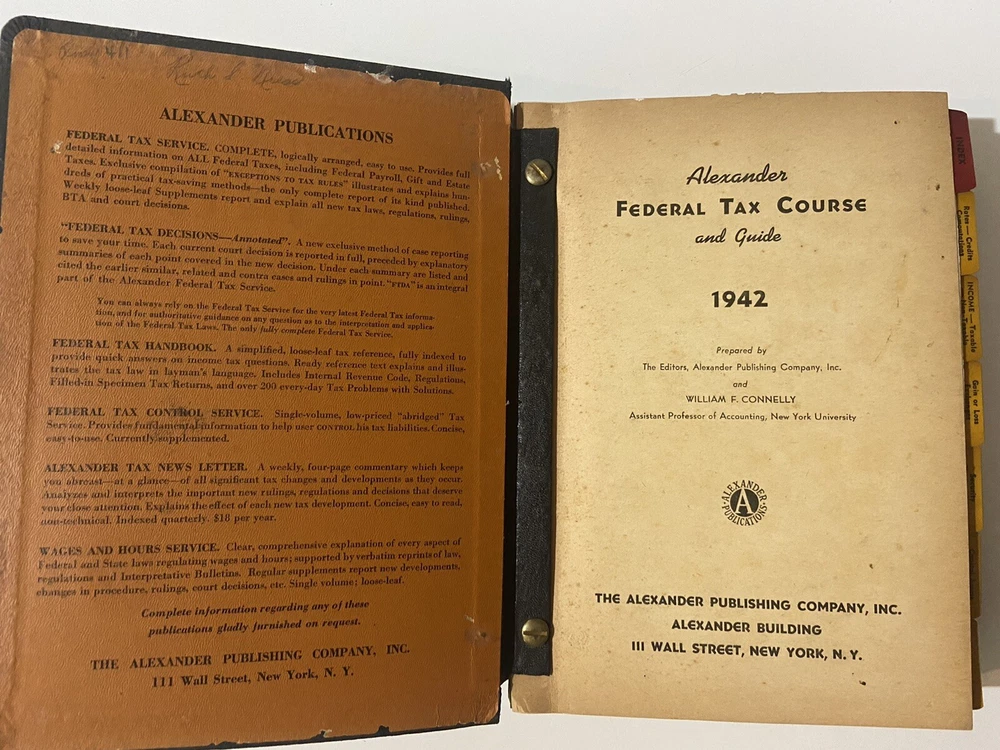 Ruth
ALEXANDER PUBLICATIONS
FEDERAL TAX SERVICE. COMPLETE, logically arranged, easy to use. Provides full
detailed information on ALL Federal Taxes, including Federal Payroll, Gift and Estate
Taxes. Exclusive compilation of "EXCEPTIONS TO TAX RULES" illustrates and explains hun-
dreds of practical tax-saving methods—the only complete report of its kind published.
Weekly loose-leaf Supplements report and explain all new tax laws, regulations, rulings,
BTA and court decisions.
"FEDERAL TAX DECISIONS—Annotated". A new exclusive method of case reporting
to save your time. Each current court decision is reported in full, preceded by explanatory
summaries of each point covered in the new decision. Under each summary are listed and
cited the earlier similar, related and contra cases and rulings in point. "FTDA" is an integral
part of the Alexander Federal Tax Service.
You can always rely on the Federal Tax Service for the very latest Federal Tax informa-
tion, and for authoritative guidance on any question as to the interpretation and applica-
tion of the Federal Tax Laws. The only fully complete Federal Tax Service.
FEDERAL TAX HANDBOOK. A simplified, loose-leaf tax reference, fully indexed to
provide quick answers on income tax questions. Ready reference text explains and illus-
trates the tax law in layman's language. Includes Internal Revenue Code, Regulations,
Filled-in Specimen Tax Returns, and over 200 every-day Tax Problems with Solutions.
FEDERAL TAX CONTROL SERVICE. Single-volume, low-priced "abridged" Tax
Service. Provides fundamental information to help user CONTROL his tax liabilities. Concise,
easy-to-use. Currently supplemented.
ALEXANDER TAX NEWS LETTER. A weekly, four-page commentary which keeps
you abreast—at a glance—of all significant tax changes and developments as they occur.
Analyzes and interprets the important new rulings, regulations and decisions that deserve
your close attention. Explains the effect of each new tax development. Concise, easy to read,
non-technical. Indexed quarterly. $18 per year.
WAGES AND HOURS SERVICE. Clear, comprehensive explanation of every aspect of
Federal and State laws regulating wages and hours; supported by verbatim reprints of law,
regulations and Interpretative Bulletins. Regular supplements report new developments,
changes in procedure, rulings, court decisions, etc. Single volume; loose-leaf.
Complete information regarding any of these
publications gladly furnished on request.
THE ALEXANDER PUBLISHING COMPANY, INC.
111 Wall Street, New York, N. Y.
Alexander
FEDERAL TAX COURSE
and Guide
1942
Prepared by
The Editors, Alexander Publishing Company, Inc.
and
WILLIAM F. CONNELLY
Assistant Professor of Accounting, New York University
ALEXANDER
A
PUBLICATIONS
THE ALEXANDER PUBLISHING COMPANY, INC.
ALEXANDER BUILDING
111 WALL STREET, NEW YORK, N. Y.
INDEX
Rates—Credits
INCOME—Taxable
Gain or Loss